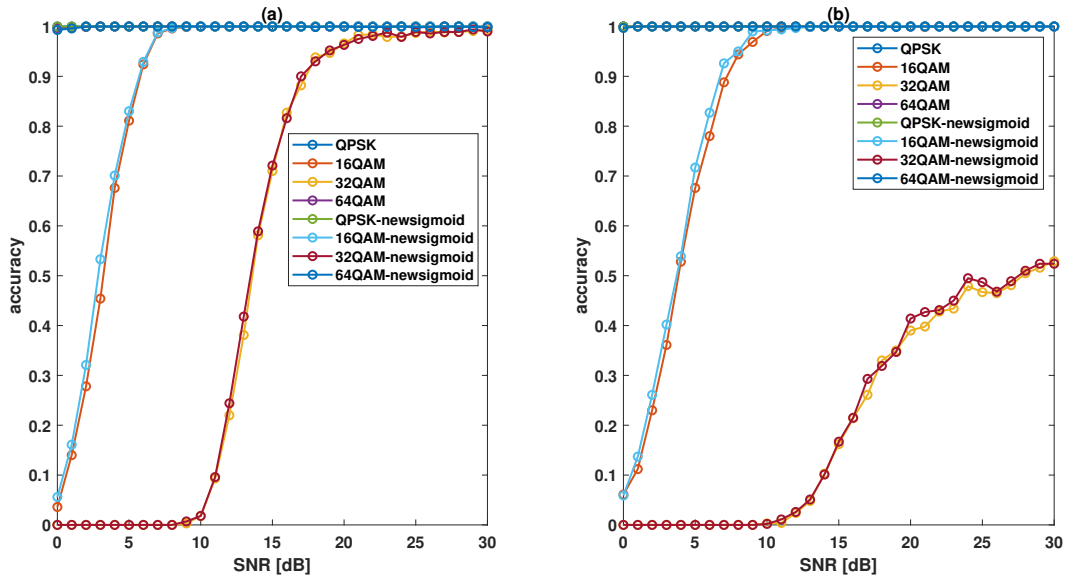 (a)
1
0.9
0.8
0.7
0.6
0.5
0.4
0.3
0.2
0.1
0
accuracy
QPSK
16QAM
32QAM
64QAM
QPSK-newsigmoid
16QAM-newsigmoid
32QAM-newsigmoid
64QAM-newsigmoid
0 5 10 15 20 25 30
SNR [dB]
(b)
1
0.9
0.8
0.7
0.6
0.5
0.4
0.3
0.2
0.1
0
accuracy
QPSK
16QAM
32QAM
64QAM
QPSK-newsigmoid
16QAM-newsigmoid
32QAM-newsigmoid
64QAM-newsigmoid
0 5 10 15 20 25 30
SNR [dB]